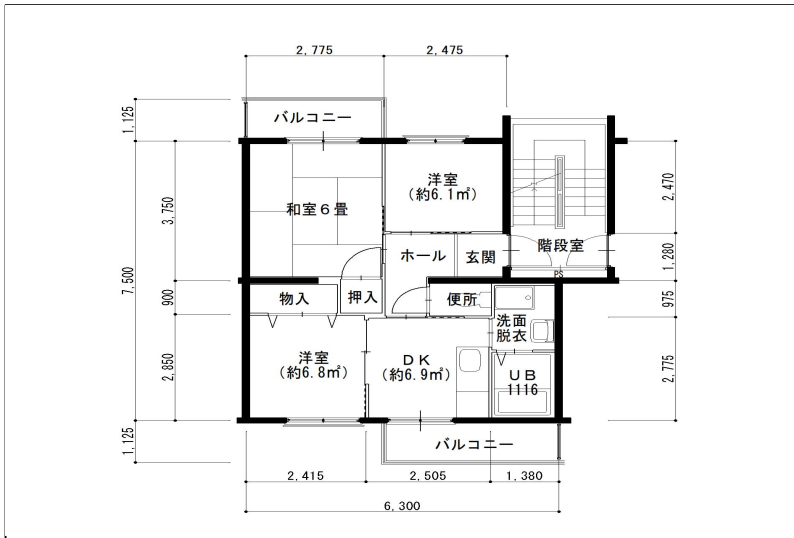 2,775
2,475
1,125
バルコニー
洋室
(約6.1㎡)
2,470
3,750
和室6畳
ホール
玄関
階段室
1,280
PS
7,500
900
物入
押入
便所
975
洗面
脱衣
洋室
(約6.8㎡)
DK
(約6.9㎡)
UB
1116
2,850
2,775
1,125
バルコニー
2,415
2,505
1,380
6,300